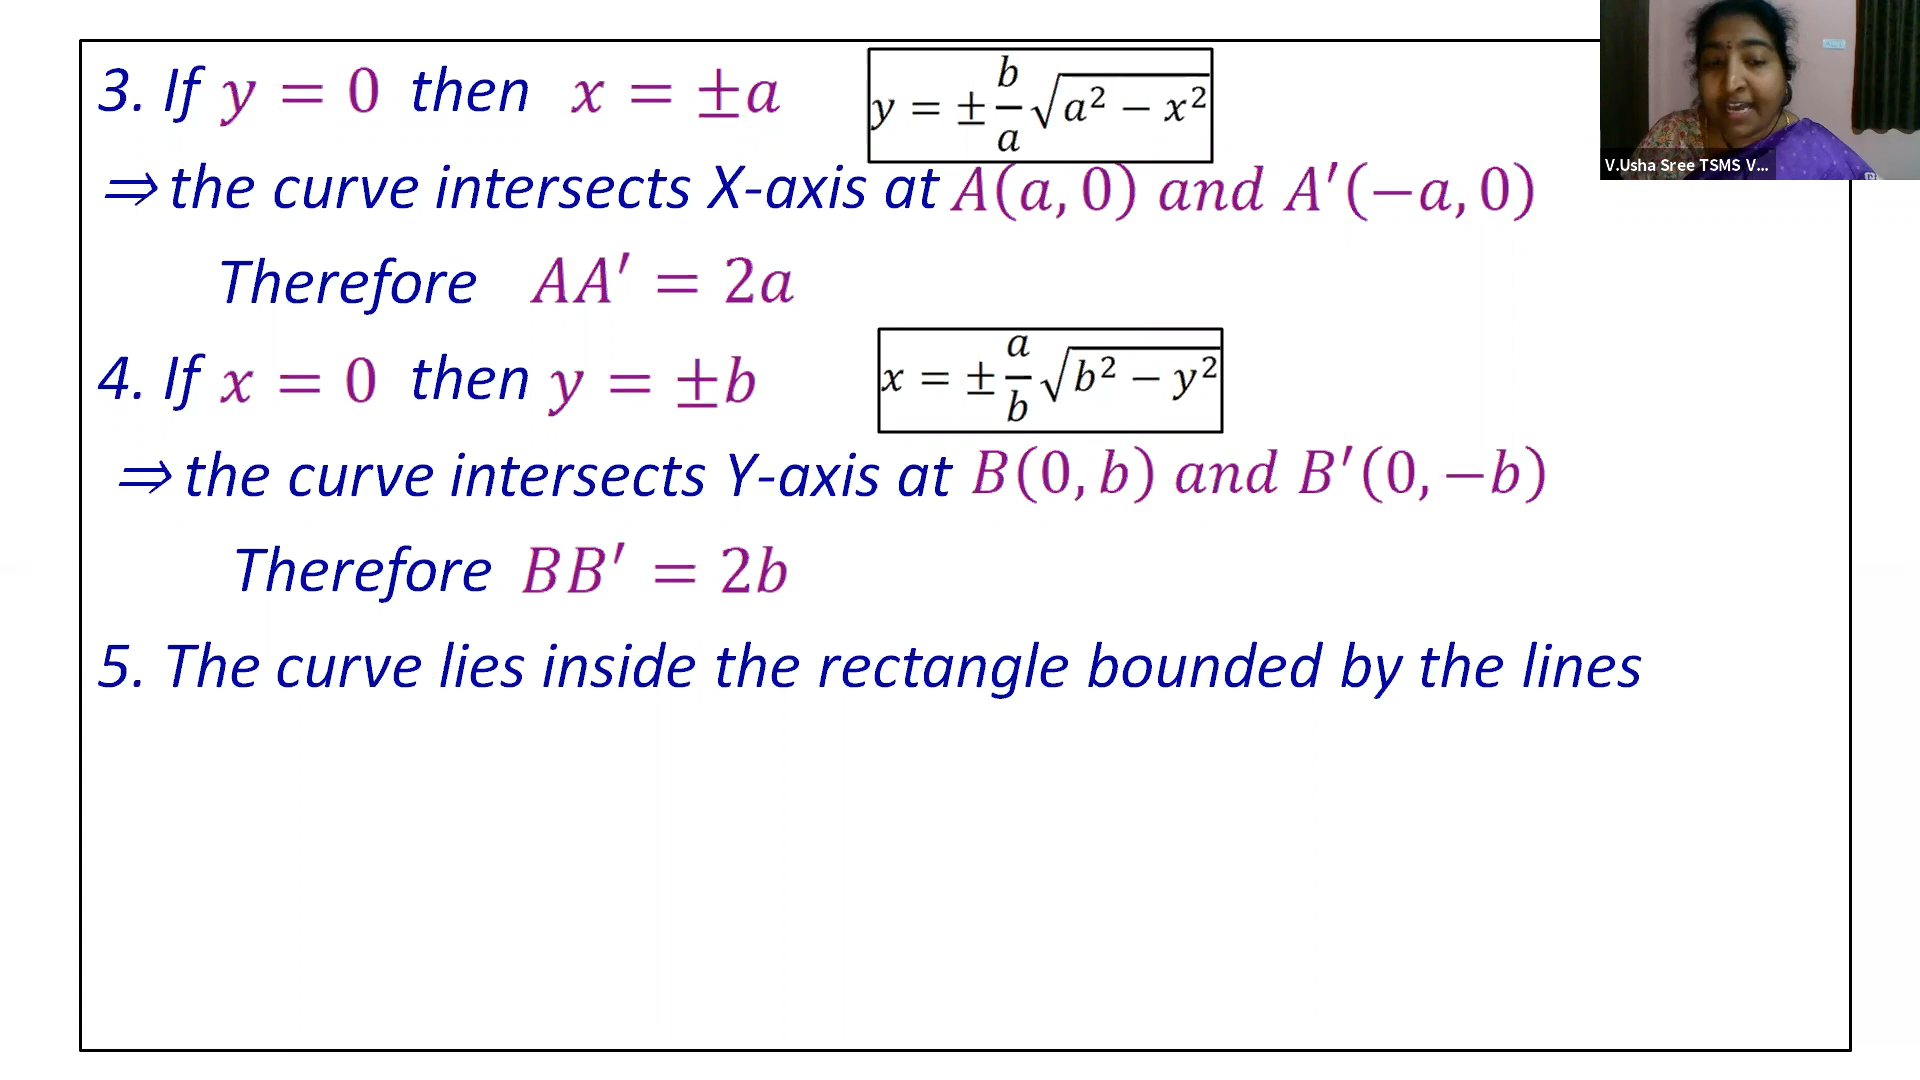 3. If y = 0 then x = ±a
y = ± b/a √(a² − x²)
⇒ the curve intersects X-axis at A(a, 0) and A′(−a, 0)
Therefore AA′ = 2a
4. If x = 0 then y = ±b
x = ± a/b √(b² − y²)
⇒ the curve intersects Y-axis at B(0, b) and B′(0, −b)
Therefore BB′ = 2b
5. The curve lies inside the rectangle bounded by the lines
V.Usha Sree TSMS V...